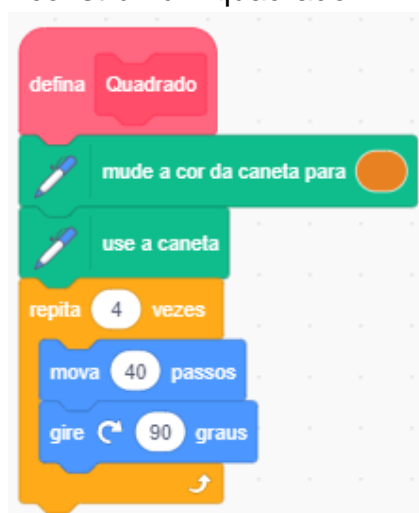 defina Quadrado
mude a cor da caneta para
use a caneta
repita 4 vezes
mova 40 passos
gire 90 graus